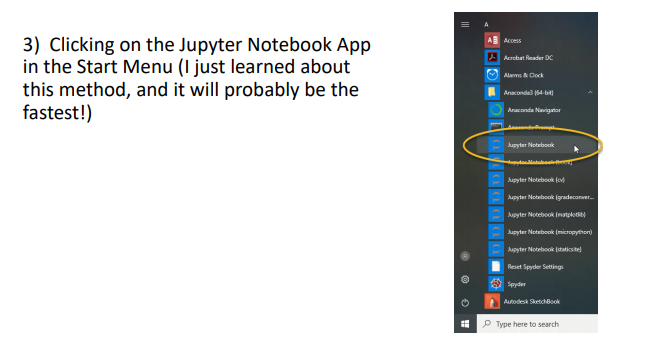 3) Clicking on the Jupyter Notebook App
in the Start Menu (I just learned about
this method, and it will probably be the
fastest!)
A
Access
Acrobat Reader DC
Alarms & Clock
Anaconda3 (64-bit)
Anaconda Navigator
Anaconda Prompt
Jupyter Notebook
Jupyter Notebook
Jupyter Notebook (cv)
Jupyter Notebook (gradeconver...
Jupyter Notebook (matplotlib)
Jupyter Notebook (micropython)
Jupyter Notebook (staticsite)
Reset Spyder Settings
Spyder
Autodesk SketchBook
Type here to search